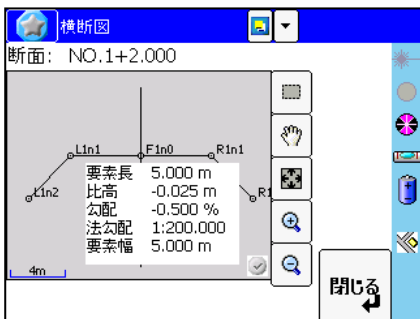 横断図
断面: NO.1+2.000
L1n1 F1n0 R1n1
L1n2 R1
要素長 5.000 m
比高 -0.025 m
勾配 -0.500 %
法勾配 1:200.000
要素幅 5.000 m
4m
閉じる